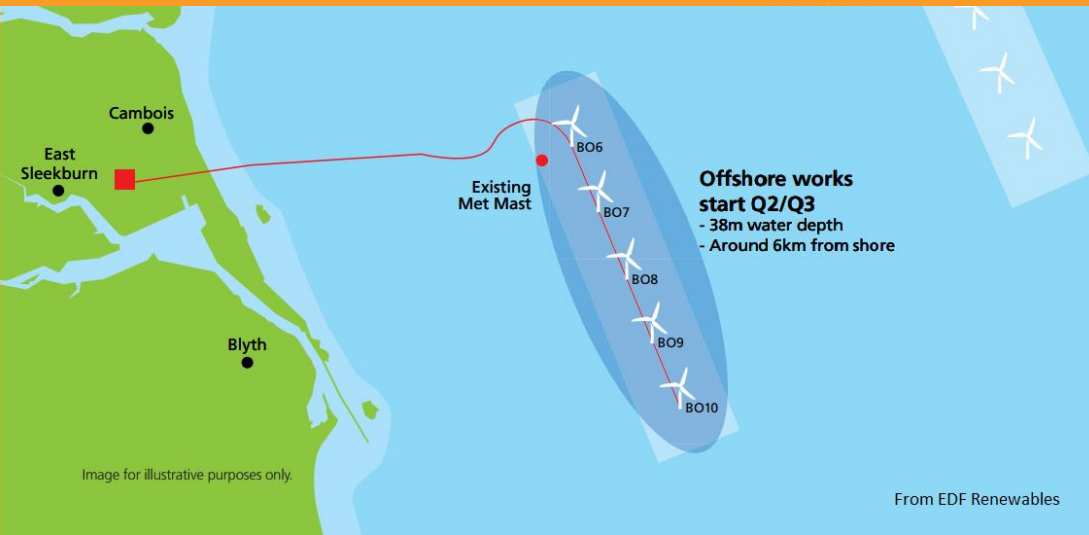 Cambois
East
Sleekburn
Existing
Met Mast
BO6
BO7
BO8
BO9
BO10
Offshore works
start Q2/Q3
- 38m water depth
- Around 6km from shore
Blyth
Image for illustrative purposes only.
From EDF Renewables